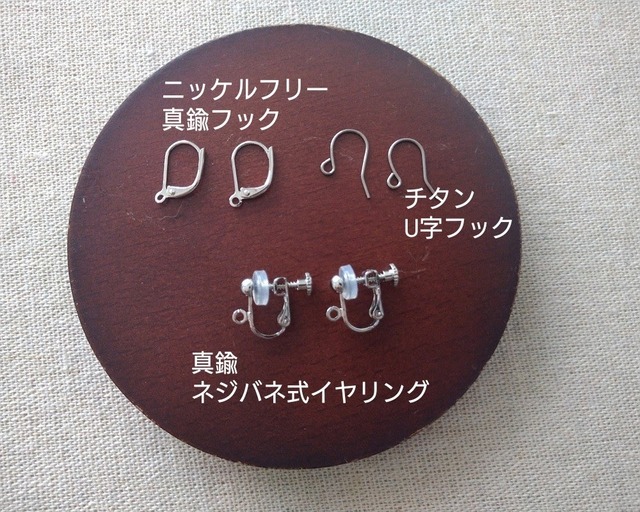 ニッケルフリー
真鍮フック
チタン
U字フック
真鍮
ネジバネ式イヤリング